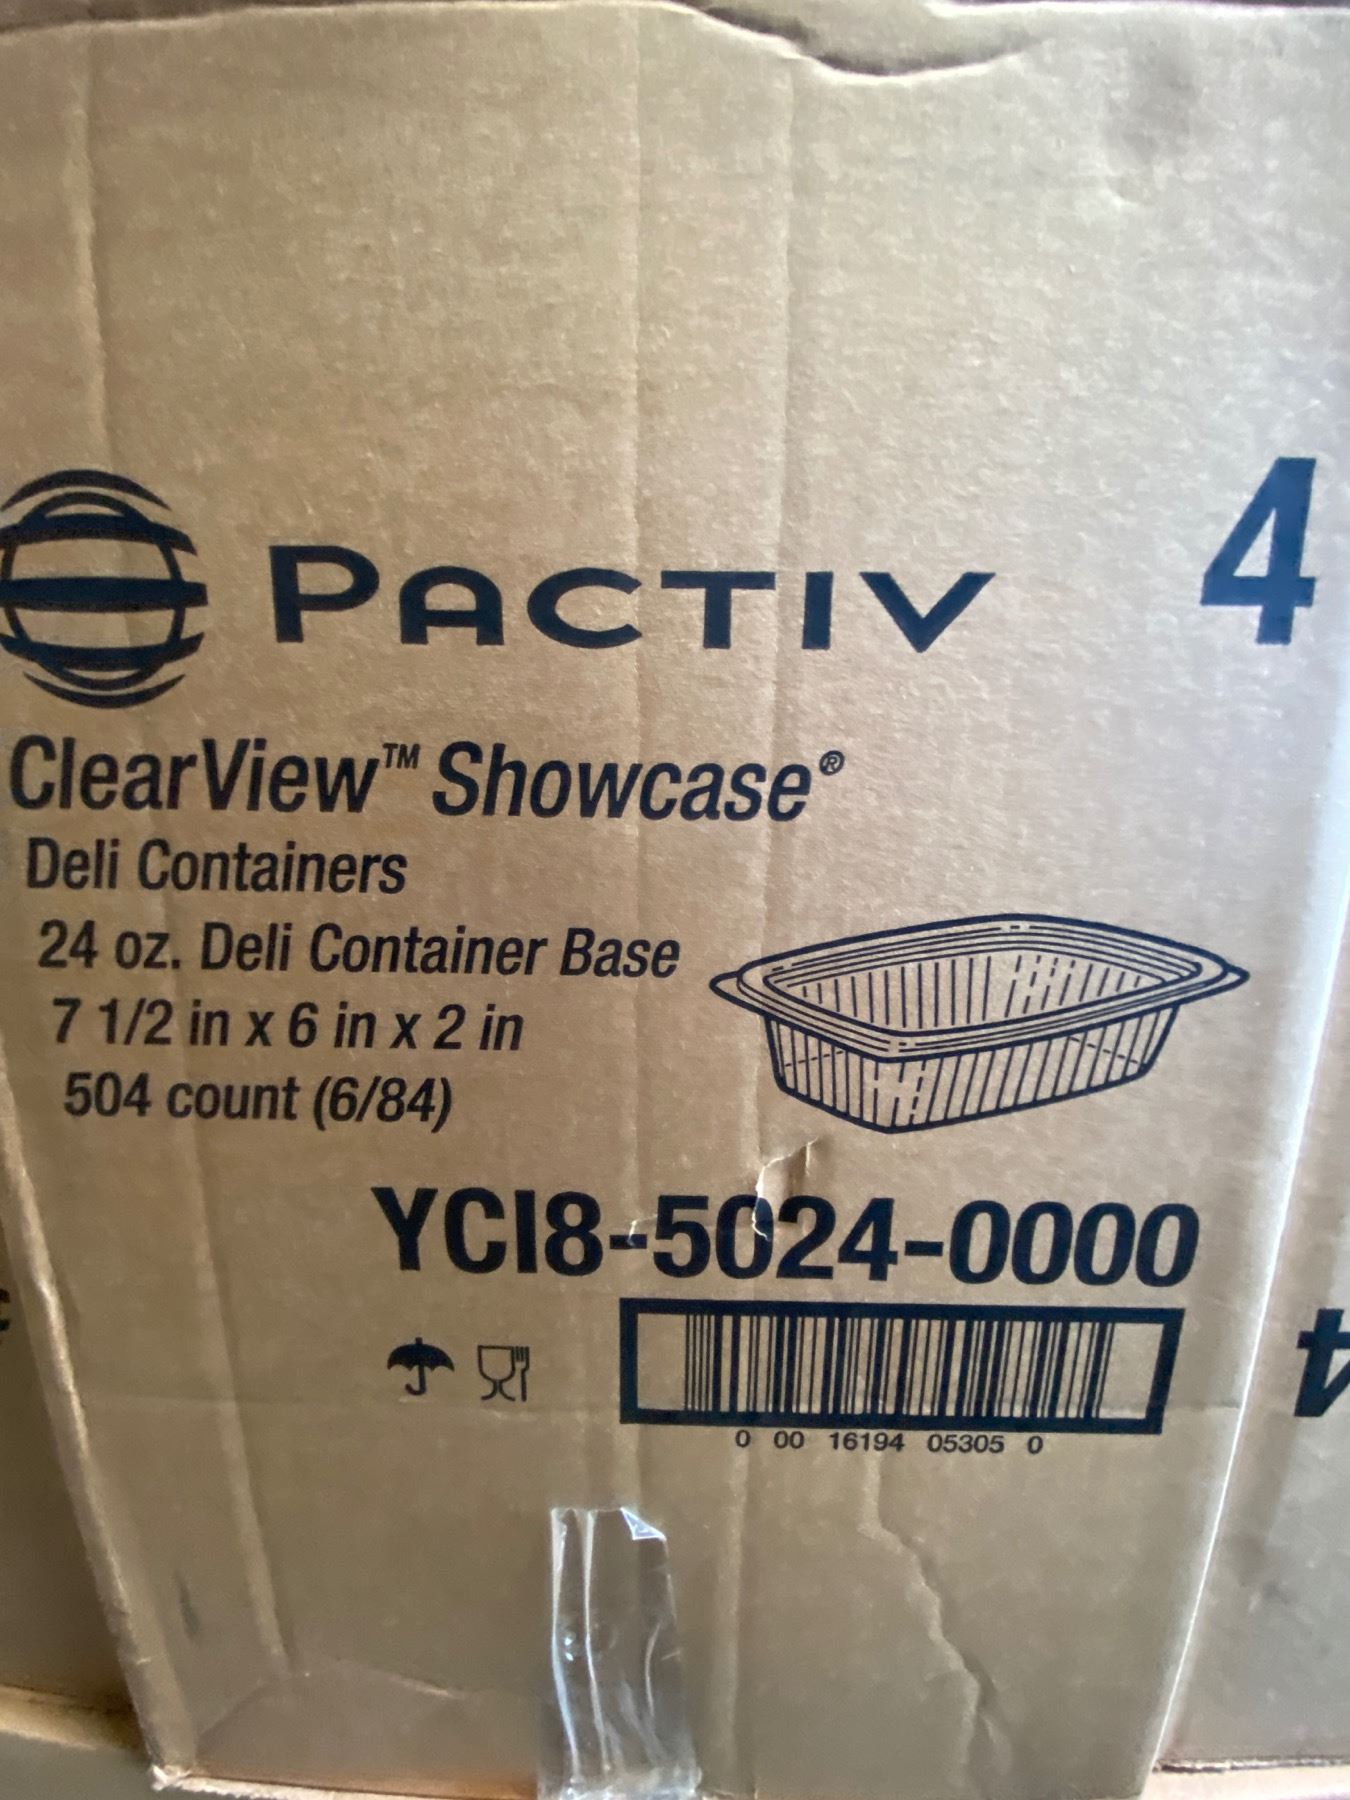 PACTIV
4
ClearView™ Showcase®
Deli Containers
24 oz. Deli Container Base
7 1/2 in x 6 in x 2 in
504 count (6/84)
YCI8-5024-0000
0 00 16194 05305 0
4